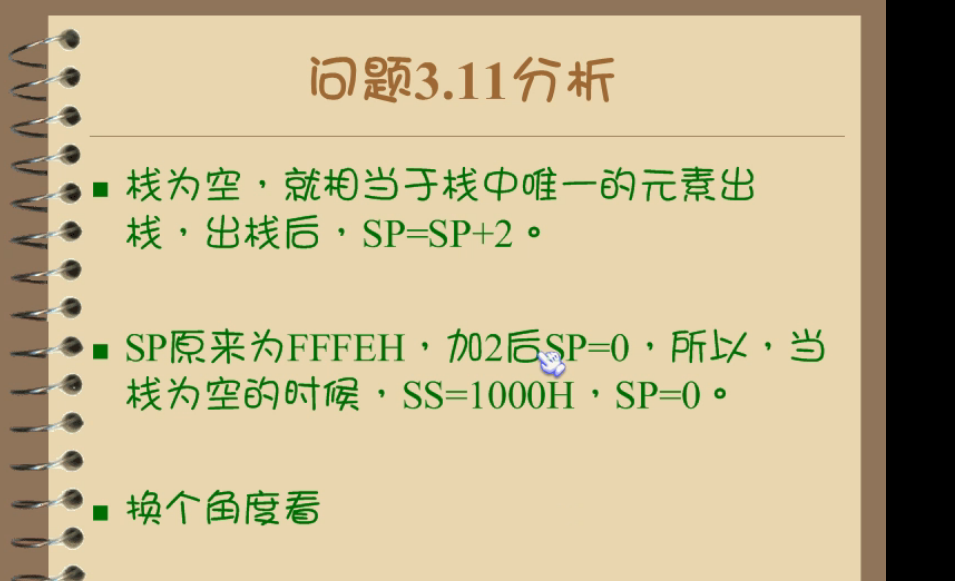 问题3.11分析
■ 栈为空，就相当于栈中唯一的元素出
栈，出栈后，SP=SP+2。
■ SP原来为FFFEH，加2后SP=0，所以，当
栈为空的时候，SS=1000H，SP=0。
■ 换个角度看